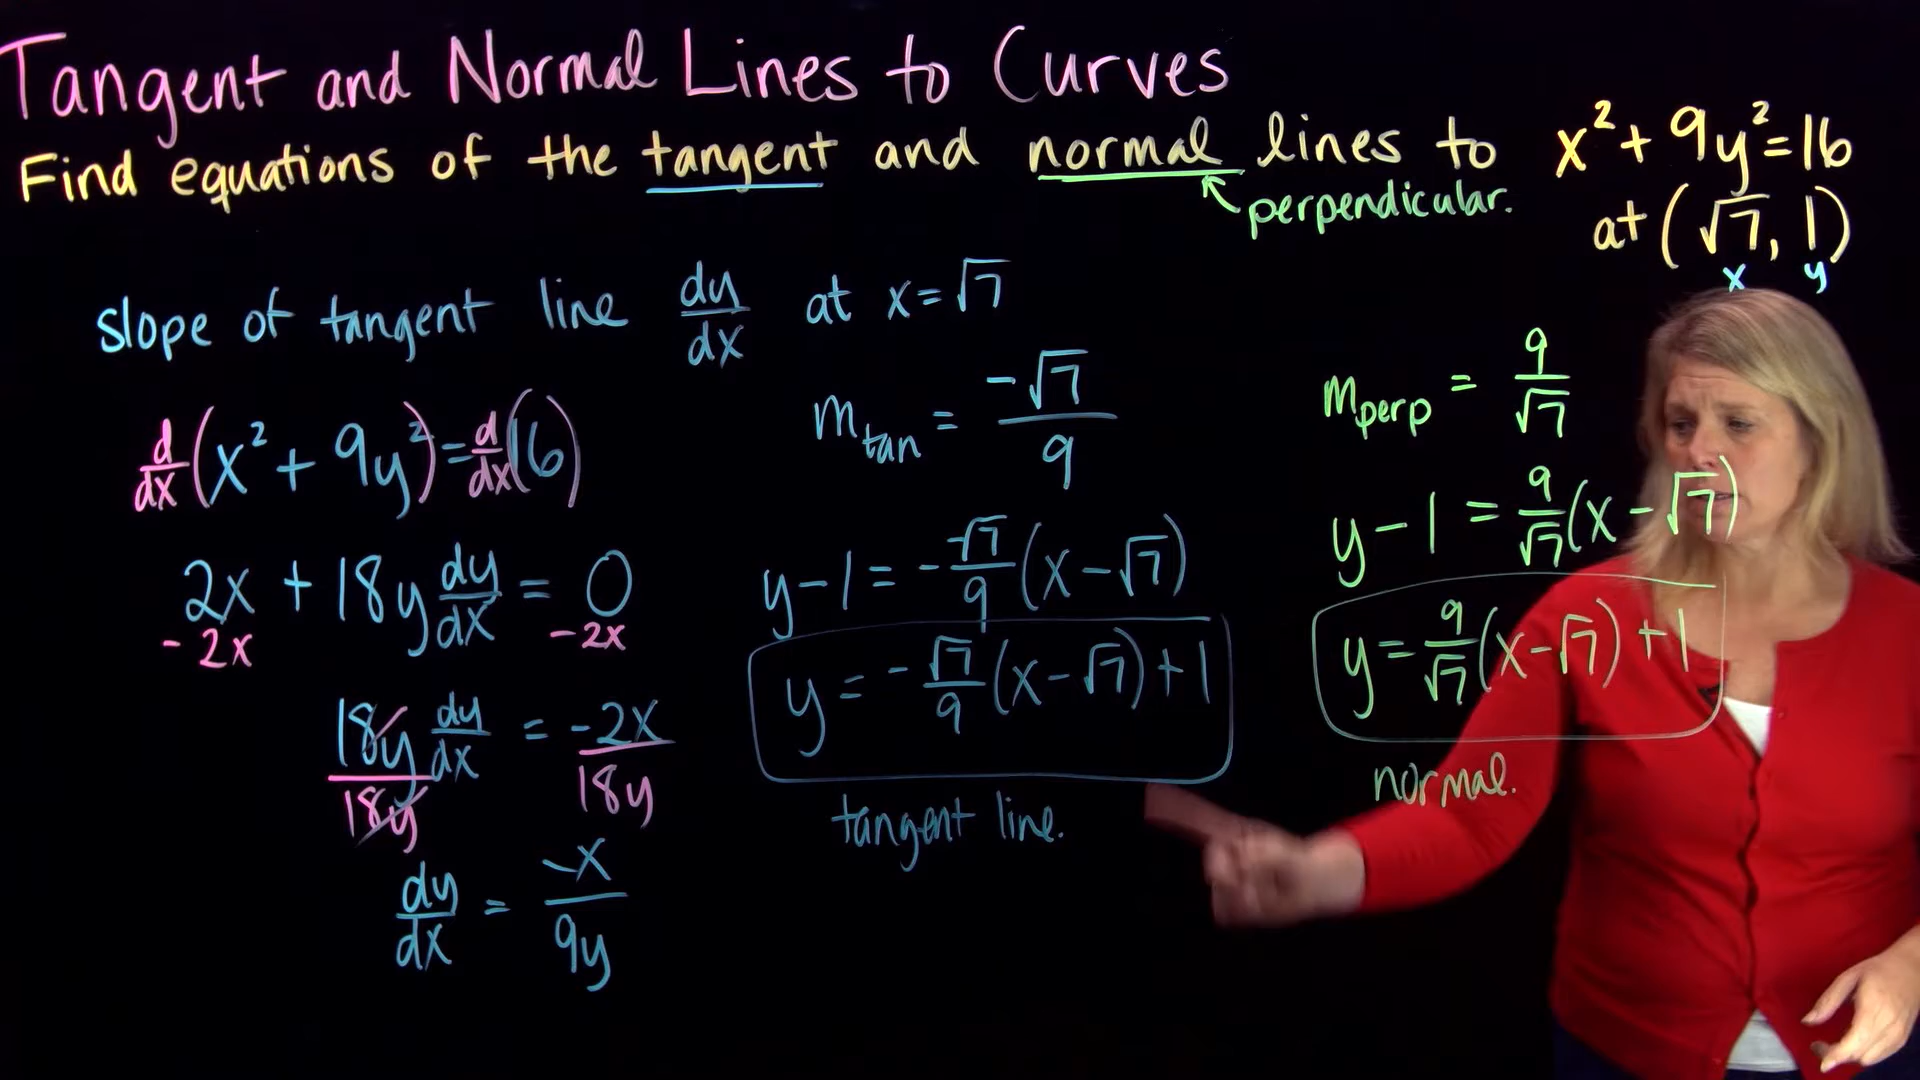 Tangent and Normal Lines to Curves
Find equations of the tangent and normal lines to x² + 9y² = 16
perpendicular.
at (√7, 1)
x y
slope of tangent line dy/dx at x = √7
d/dx(x² + 9y²) = d/dx(16)
2x + 18y dy/dx = 0
-2x -2x
18y dy/dx = -2x
18y 18y
dy/dx = -x/9y
m tan = -√7/9
y - 1 = -√7/9 (x - √7)
y = -√7/9 (x - √7) + 1
tangent line.
m perp = 9/√7
y - 1 = 9/√7 (x - √7)
y = 9/√7 (x - √7) + 1
normal.